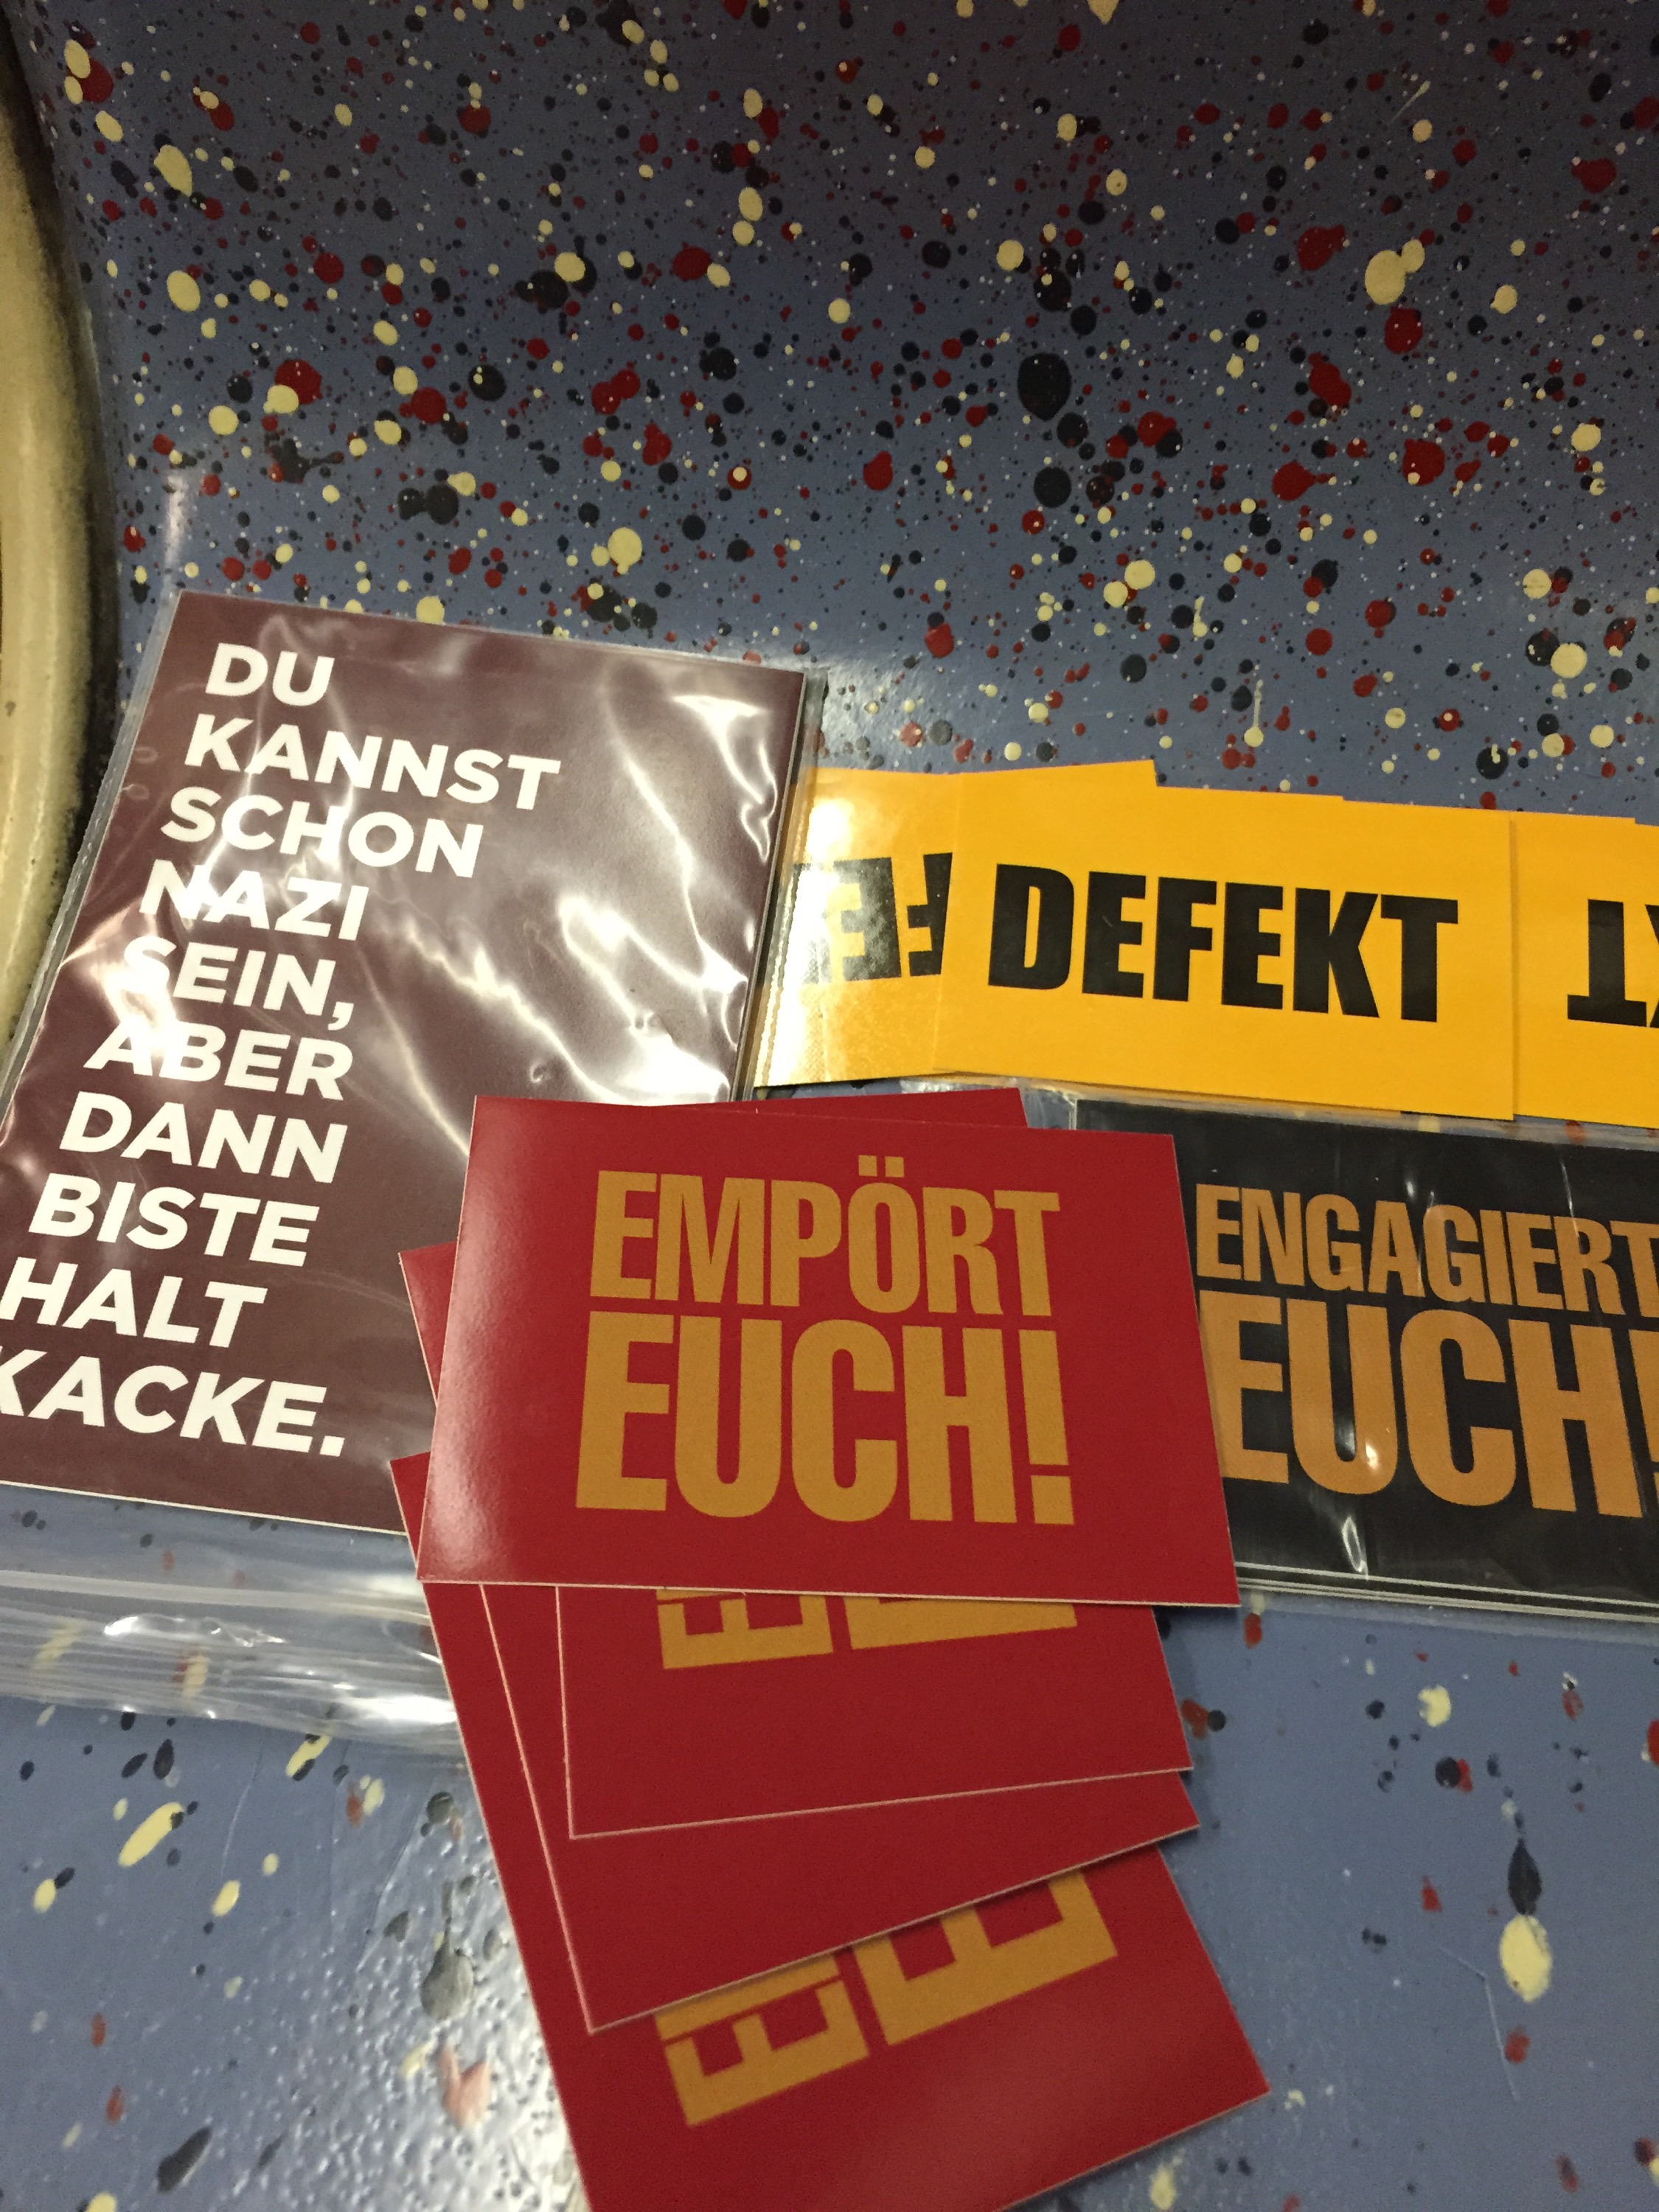 DU
KANNST
SCHON
NAZI
SEIN,
ABER
DANN
BISTE
HALT
KACKE.
DEFEKT
EMPÖRT
EUCH!
ENGAGIERT
EUCH!